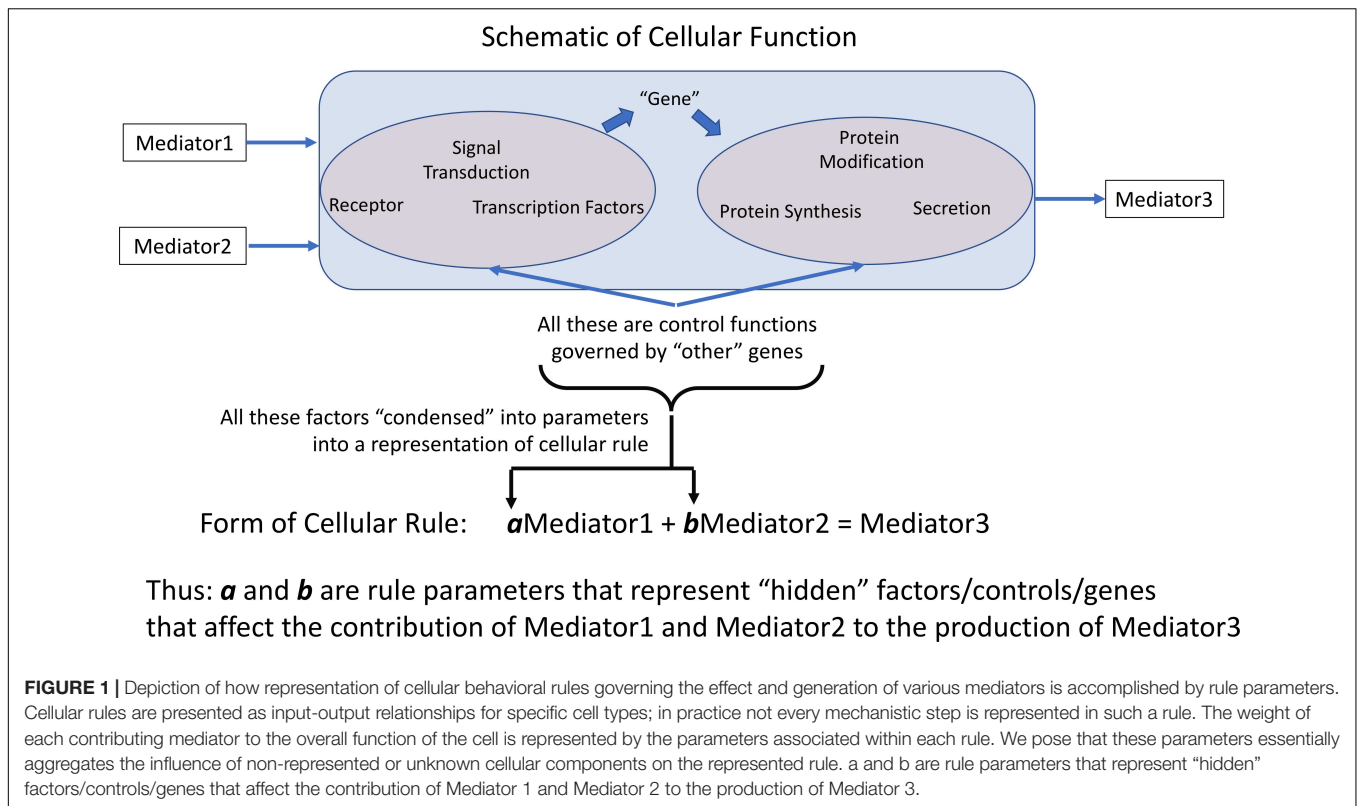 Schematic of Cellular Function
"Gene"
Mediator1
Signal
Transduction
Receptor
Transcription Factors
Mediator2
Protein
Modification
Protein Synthesis
Secretion
Mediator3
All these are control functions
governed by "other" genes
All these factors "condensed" into parameters
into a representation of cellular rule
Form of Cellular Rule: aMediator1 + bMediator2 = Mediator3
Thus: a and b are rule parameters that represent "hidden" factors/controls/genes
that affect the contribution of Mediator1 and Mediator2 to the production of Mediator3
FIGURE 1 | Depiction of how representation of cellular behavioral rules governing the effect and generation of various mediators is accomplished by rule parameters.
Cellular rules are presented as input-output relationships for specific cell types; in practice not every mechanistic step is represented in such a rule. The weight of
each contributing mediator to the overall function of the cell is represented by the parameters associated within each rule. We pose that these parameters essentially
aggregates the influence of non-represented or unknown cellular components on the represented rule. a and b are rule parameters that represent "hidden"
factors/controls/genes that affect the contribution of Mediator 1 and Mediator 2 to the production of Mediator 3.